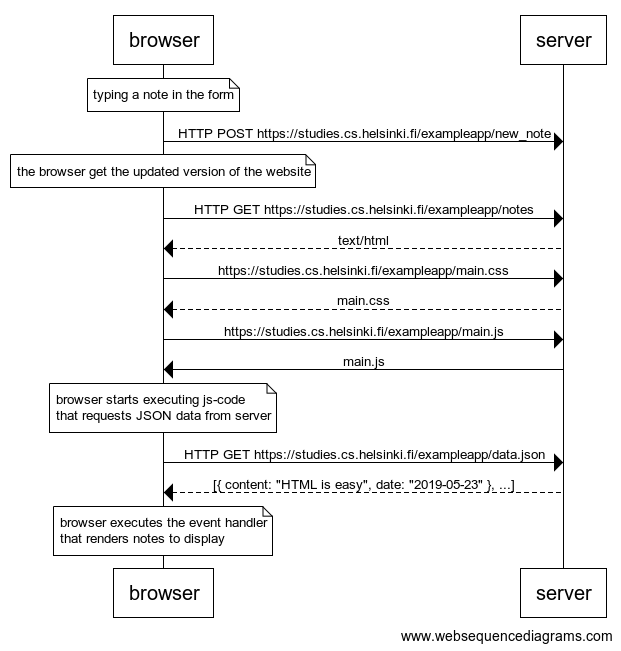 browser
server
typing a note in the form
HTTP POST https://studies.cs.helsinki.fi/exampleapp/new_note
the browser get the updated version of the website
HTTP GET https://studies.cs.helsinki.fi/exampleapp/notes
text/html
https://studies.cs.helsinki.fi/exampleapp/main.css
main.css
https://studies.cs.helsinki.fi/exampleapp/main.js
main.js
browser starts executing js-code
that requests JSON data from server
HTTP GET https://studies.cs.helsinki.fi/exampleapp/data.json
[{ content: "HTML is easy", date: "2019-05-23" }, ...]
browser executes the event handler
that renders notes to display
browser
server
www.websequencediagrams.com